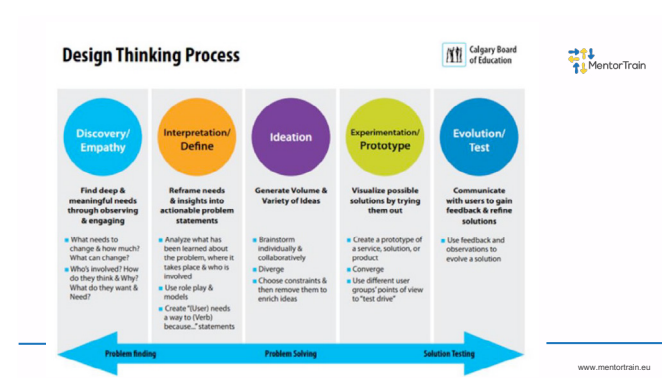 Design Thinking Process
Calgary Board
of Education
MentorTrain
Discovery/
Empathy
Interpretation/
Define
Ideation
Experimentation/
Prototype
Evolution/
Test
Find deep &
meaningful needs
through observing
& engaging
Reframe needs
& insights into
actionable problem
statements
Generate Volume &
Variety of Ideas
Visualize possible
solutions by trying
them out
Communicate
with users to gain
feedback & refine
solutions
What needs to
change & how much?
What can change?
Who's involved? How
do they think & Why?
What do they want &
Need?
Analyze what has
been learned about
the problem, where it
takes place & who is
involved
Use role play &
models
Create "(User) needs
a way to (Verb)
because..." statements
Brainstorm
individually &
collaboratively
Diverge
Choose constraints &
then remove them to
enrich ideas
Create a prototype of
a service, solution, or
product
Converge
Use different user
groups' points of view
to "test drive"
Use feedback and
observations to
evolve a solution
Problem finding
Problem Solving
Solution Testing
www.mentortrain.eu